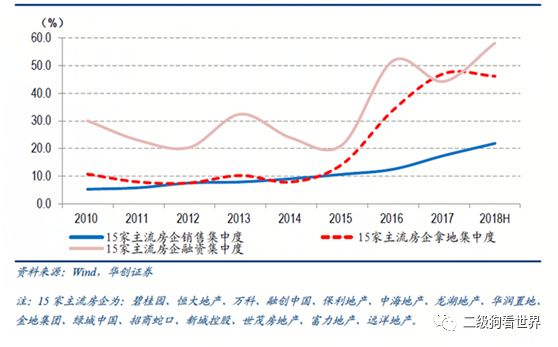 （%）
60.0
50.0
40.0
30.0
20.0
10.0
0.0
2010 2011 2012 2013 2014 2015 2016 2017 2018H
15家主流房企销售集中度 15家主流房企拿地集中度
15家主流房企融资集中度
资料来源：Wind，华创证券
注：15 家主流房企为：碧桂园、恒大地产、万科、融创中国、保利地产、中海地产、龙湖地产、华润置地、
金地集团、绿城中国、招商蛇口、新城控股、世茂房地产、富力地产、远洋地产。
二级狗看世界